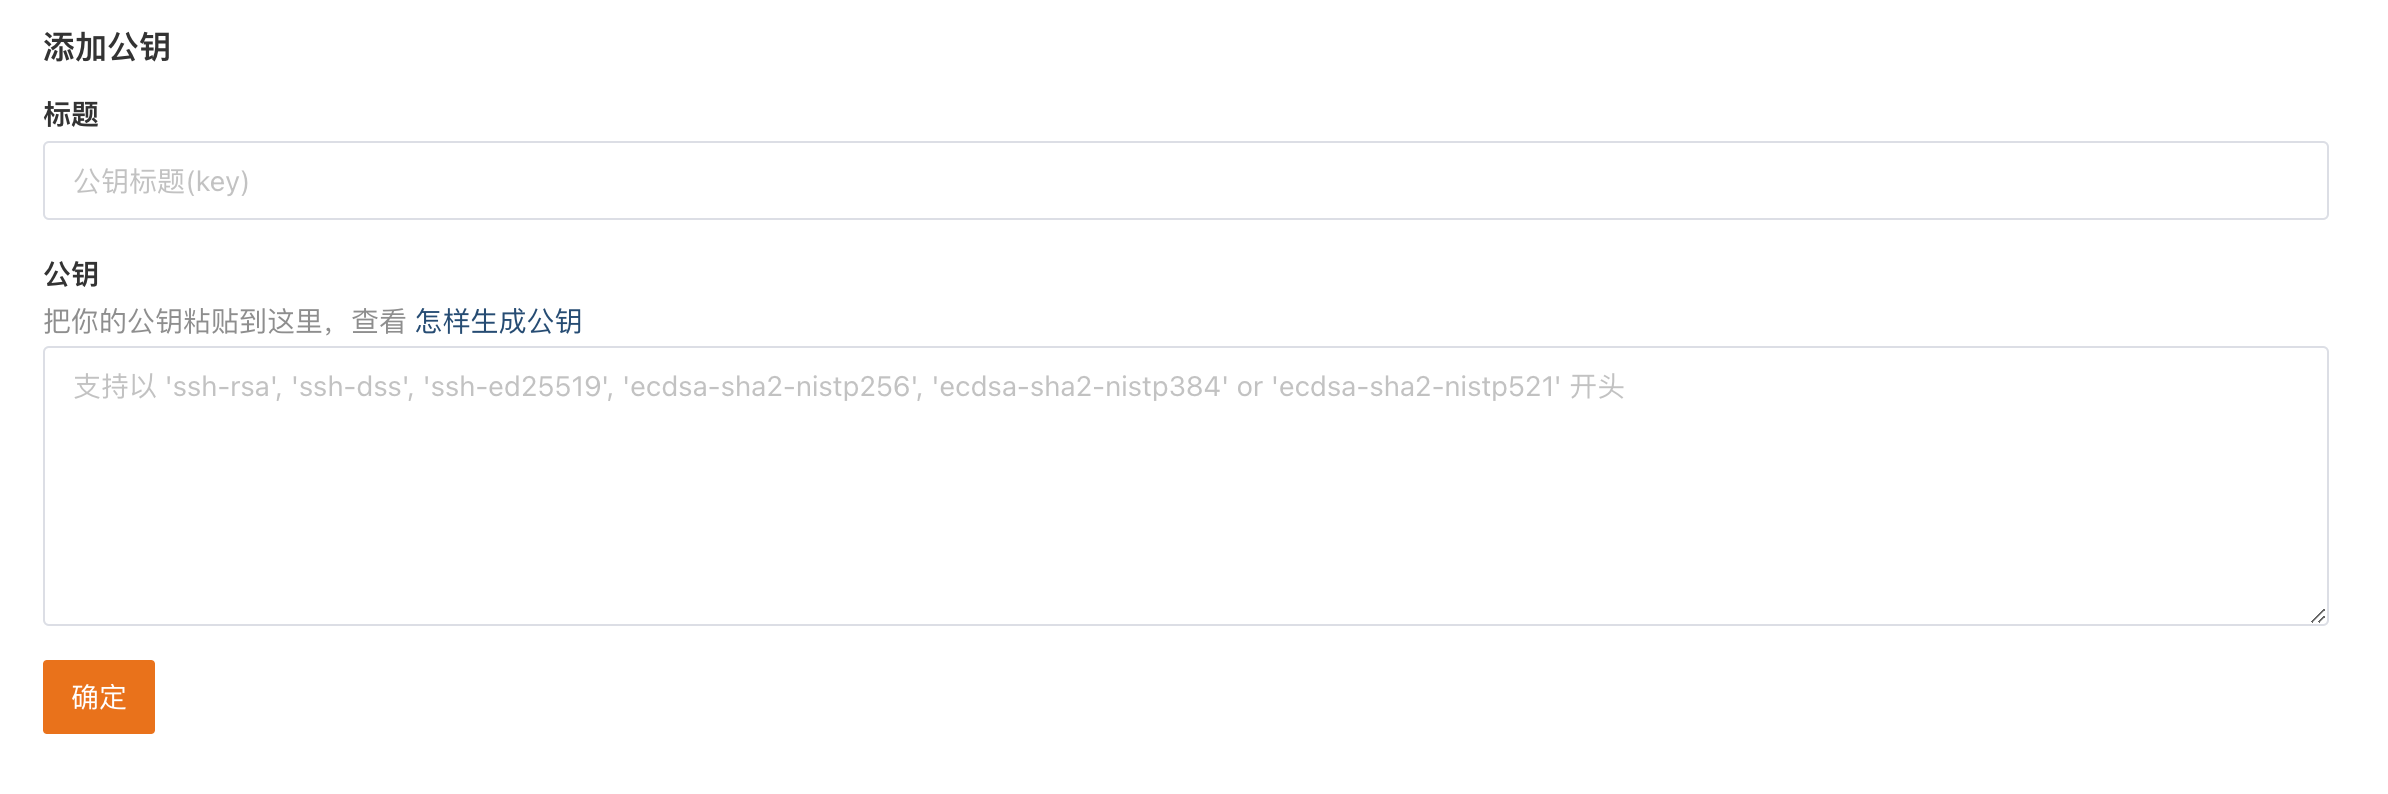 添加公钥
标题
公钥标题(key)
公钥
把你的公钥粘贴到这里，查看 怎样生成公钥
支持以 'ssh-rsa', 'ssh-dss', 'ssh-ed25519', 'ecdsa-sha2-nistp256', 'ecdsa-sha2-nistp384' or 'ecdsa-sha2-nistp521' 开头
确定